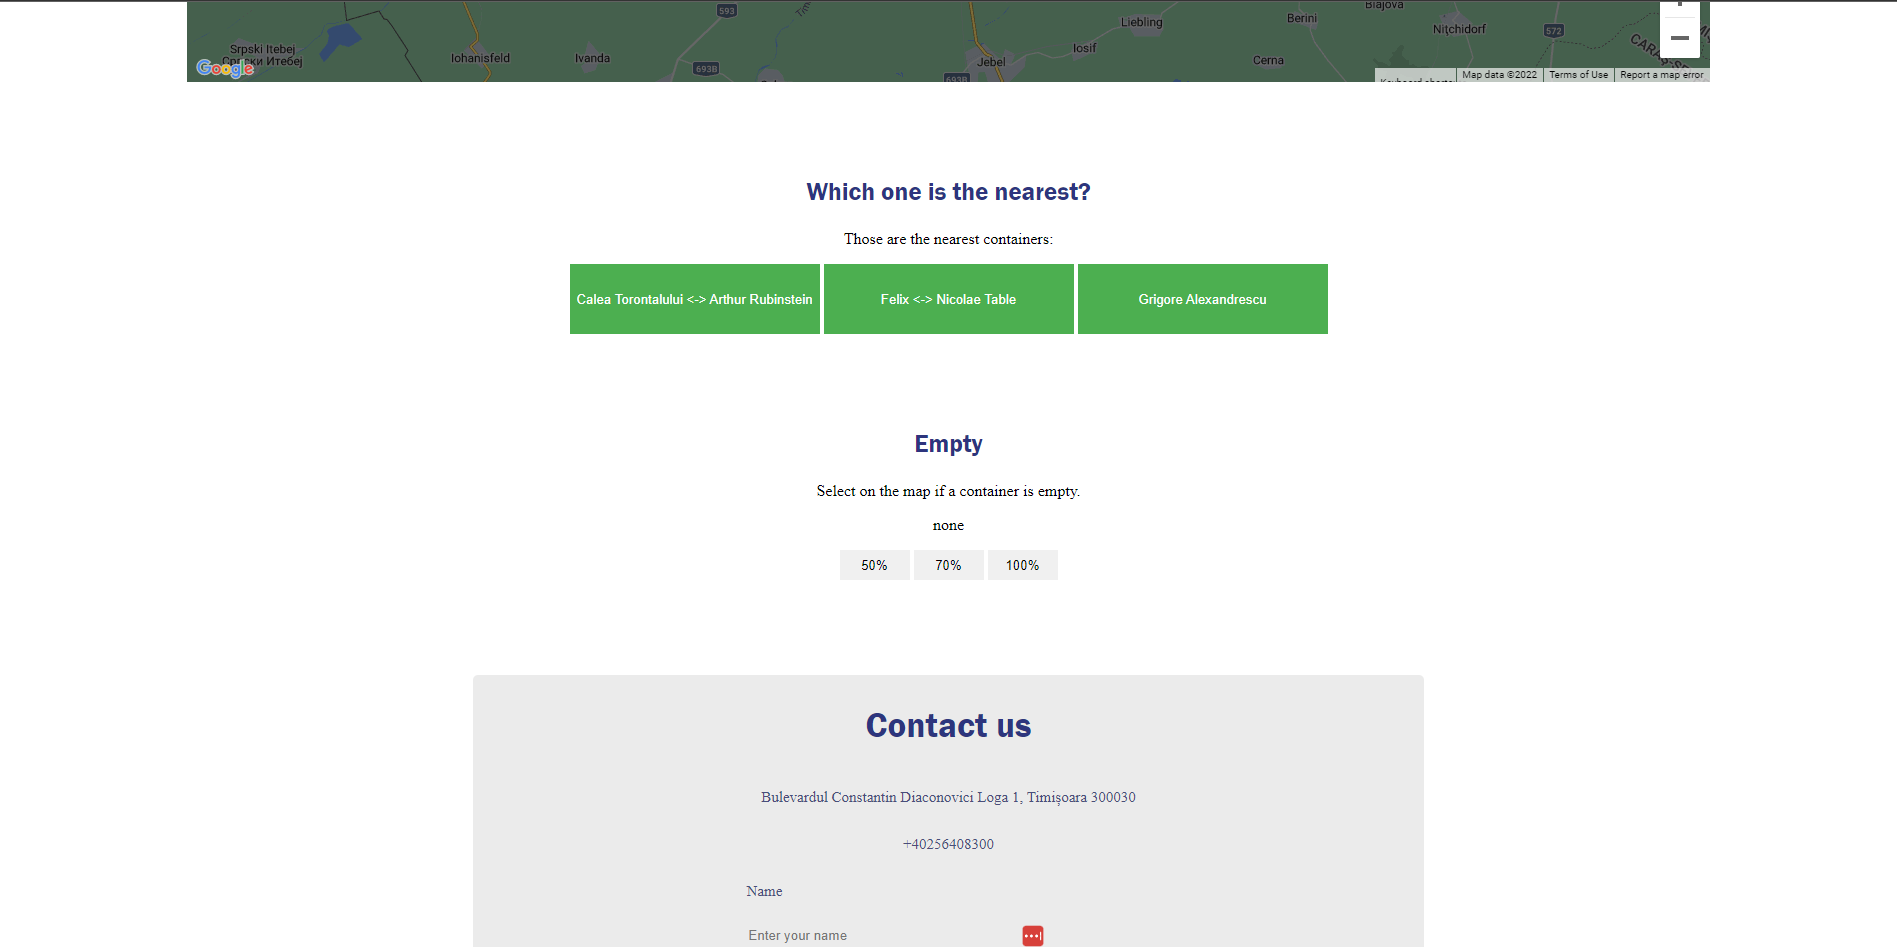 593
Liebling
Berini
Blajova
Nițchidorf
572
Srpski Itebej
Српски Итебеј
Iohanisfeld
Ivanda
693B
Iosif
Jebel
693B
Cerna
Google
Map data ©2022
Terms of Use
Report a map error
Which one is the nearest?
Those are the nearest containers:
Calea Torontalului <-> Arthur Rubinstein
Felix <-> Nicolae Table
Grigore Alexandrescu
Empty
Select on the map if a container is empty.
none
50%
70%
100%
Contact us
Bulevardul Constantin Diaconovici Loga 1, Timișoara 300030
+40256408300
Name
Enter your name